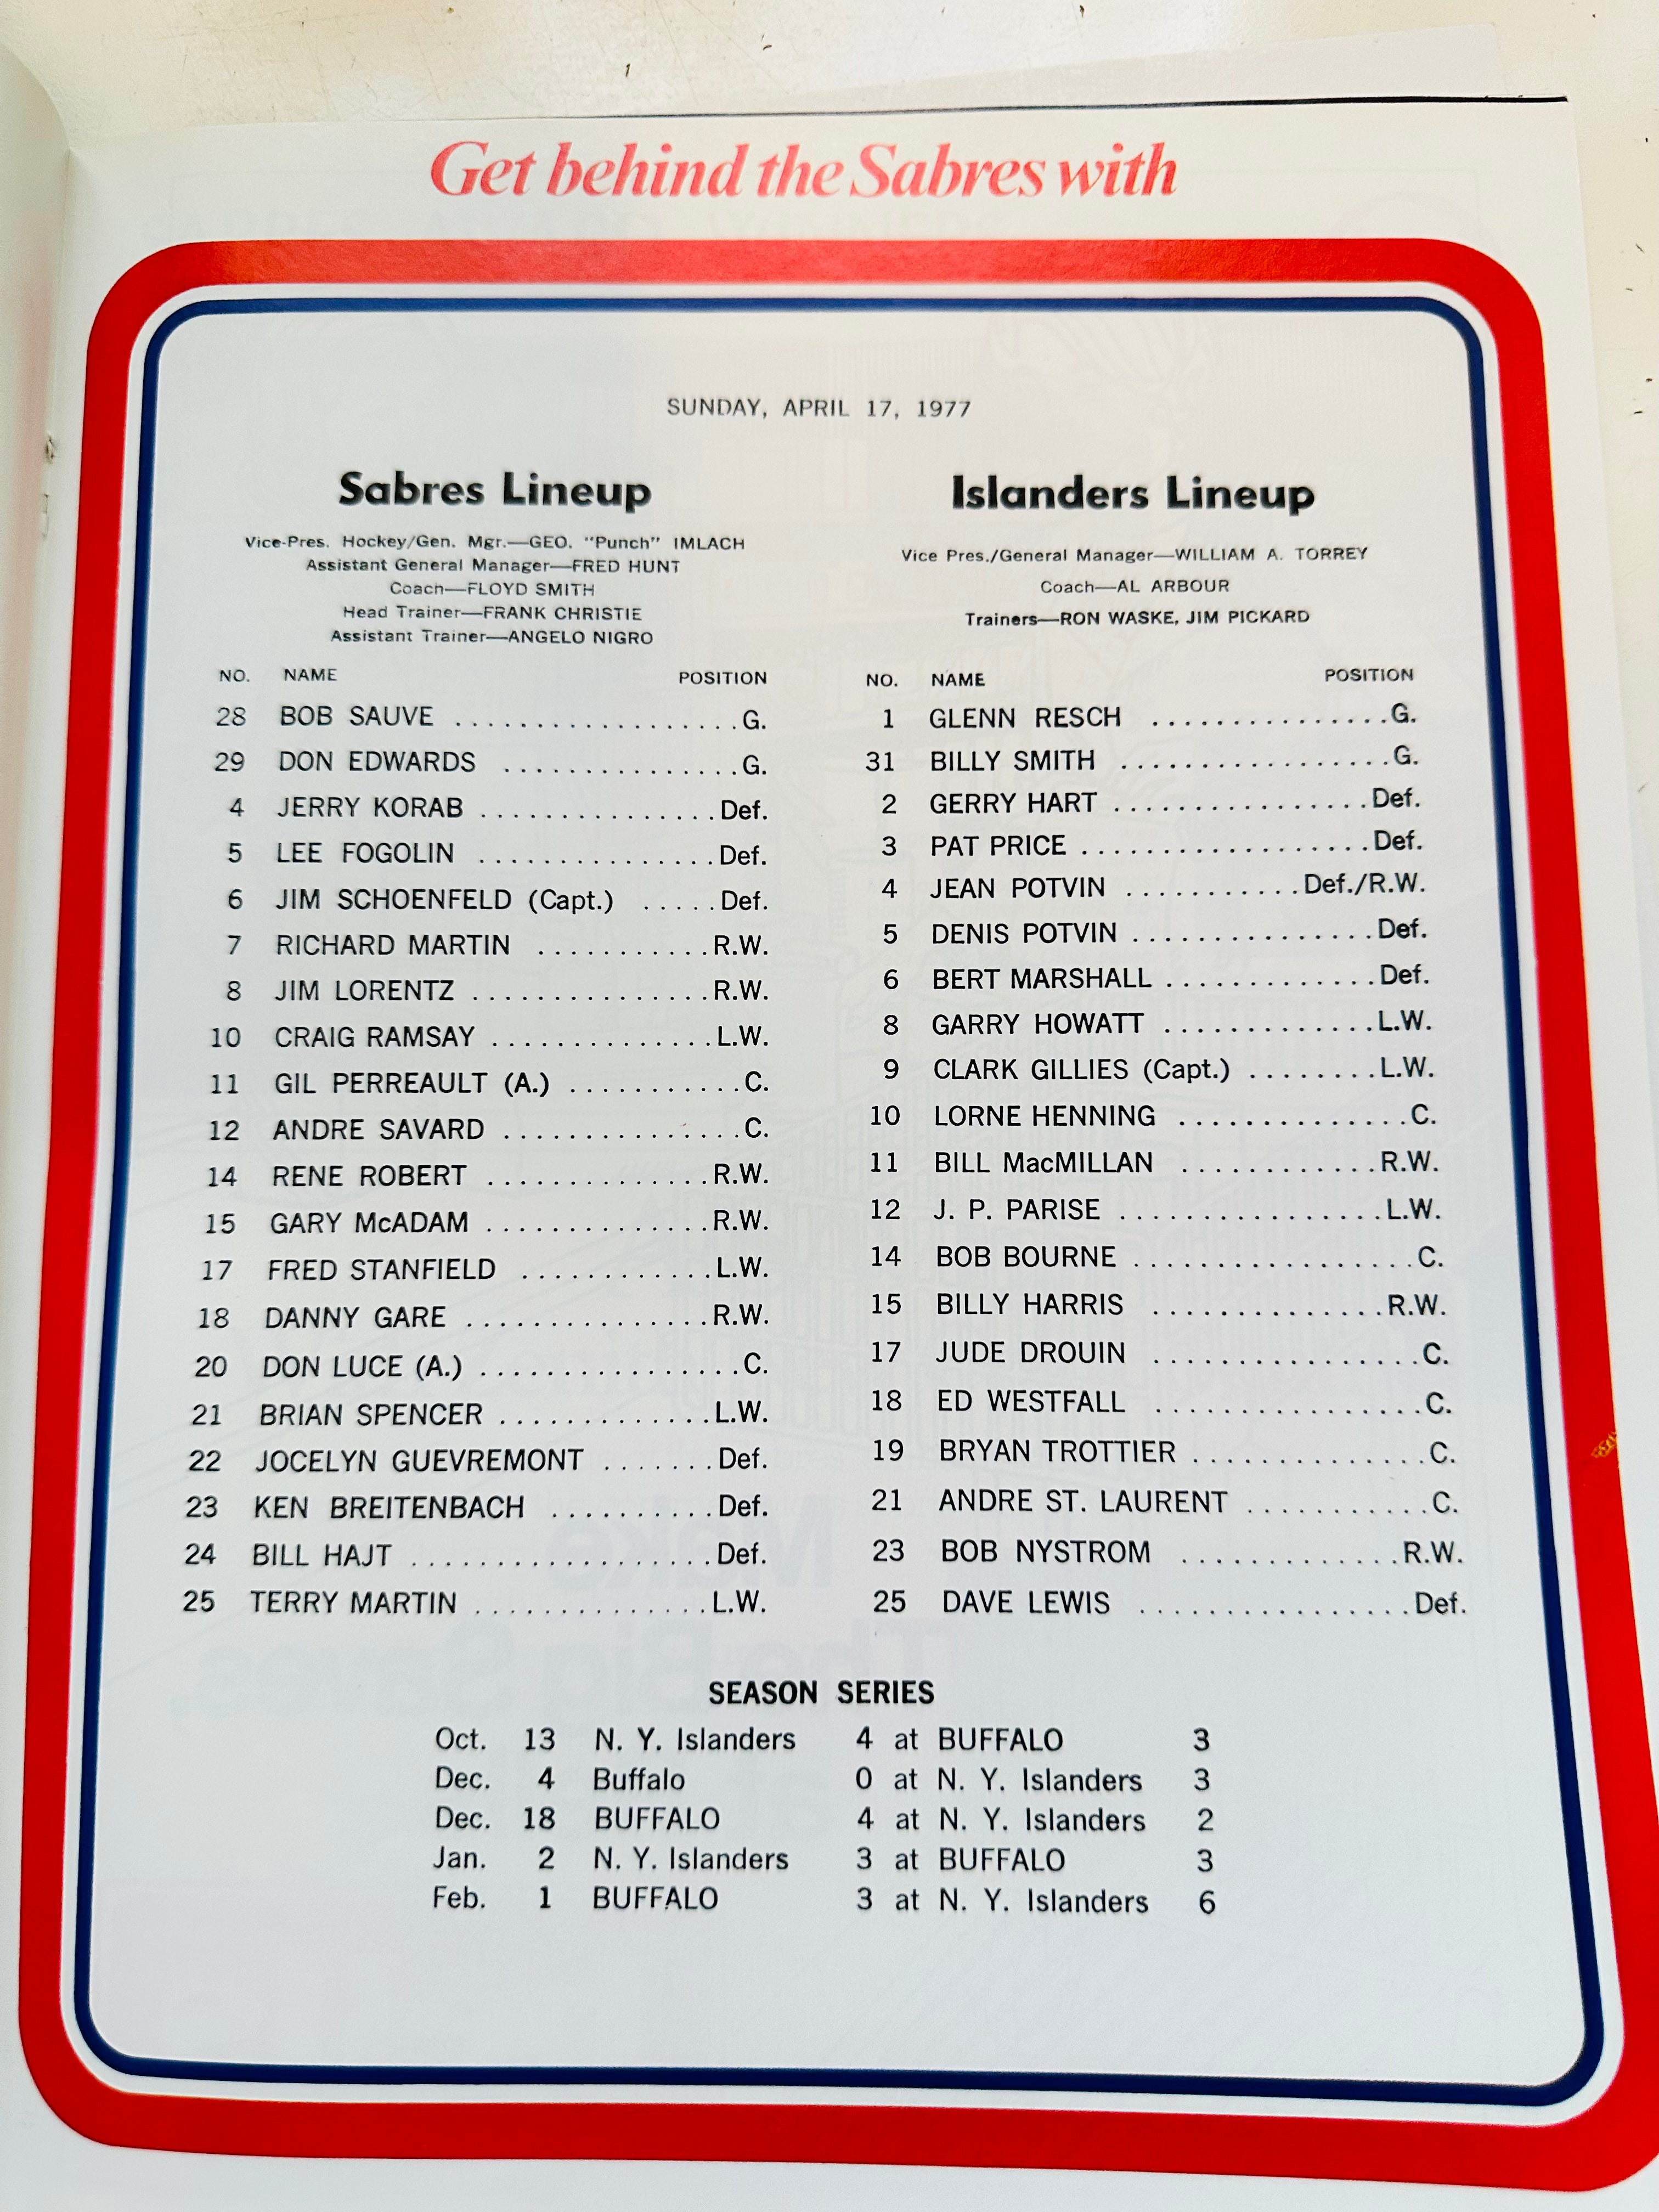 Get behind the Sabres with
SUNDAY, APRIL 17, 1977
Sabres Lineup
Vice-Pres. Hockey/Gen. Mgr.—GEO. "Punch" IMLACH
Assistant General Manager—FRED HUNT
Coach—FLOYD SMITH
Head Trainer—FRANK CHRISTIE
Assistant Trainer—ANGELO NIGRO
NO. NAME POSITION
28 BOB SAUVE ..................G.
29 DON EDWARDS ...............G.
4 JERRY KORAB ...............Def.
5 LEE FOGOLIN ...............Def.
6 JIM SCHOENFELD (Capt.) .....Def.
7 RICHARD MARTIN ...........R.W.
8 JIM LORENTZ ...............R.W.
10 CRAIG RAMSAY ..............L.W.
11 GIL PERREAULT (A.) ...........C.
12 ANDRE SAVARD ...............C.
14 RENE ROBERT ..............R.W.
15 GARY McADAM ..............R.W.
17 FRED STANFIELD ............L.W.
18 DANNY GARE ...............R.W.
20 DON LUCE (A.) ................C.
21 BRIAN SPENCER .............L.W.
22 JOCELYN GUEVREMONT .......Def.
23 KEN BREITENBACH ..........Def.
24 BILL HAJT ...................Def.
25 TERRY MARTIN ..............L.W.
Islanders Lineup
Vice Pres./General Manager—WILLIAM A. TORREY
Coach—AL ARBOUR
Trainers—RON WASKE, JIM PICKARD
NO. NAME POSITION
1 GLENN RESCH ...............G.
31 BILLY SMITH .................G.
2 GERRY HART ................Def.
3 PAT PRICE ..................Def.
4 JEAN POTVIN ...........Def./R.W.
5 DENIS POTVIN ...............Def.
6 BERT MARSHALL .............Def.
8 GARRY HOWATT .............L.W.
9 CLARK GILLIES (Capt.) ........L.W.
10 LORNE HENNING ..............C.
11 BILL MacMILLAN ............R.W.
12 J. P. PARISE .................L.W.
14 BOB BOURNE .................C.
15 BILLY HARRIS ..............R.W.
17 JUDE DROUIN ................C.
18 ED WESTFALL ................C.
19 BRYAN TROTTIER ..............C.
21 ANDRE ST. LAURENT ...........C.
23 BOB NYSTROM .............R.W.
25 DAVE LEWIS ................Def.
SEASON SERIES
Oct. 13 N. Y. Islanders 4 at BUFFALO 3
Dec. 4 Buffalo 0 at N. Y. Islanders 3
Dec. 18 BUFFALO 4 at N. Y. Islanders 2
Jan. 2 N. Y. Islanders 3 at BUFFALO 3
Feb. 1 BUFFALO 3 at N. Y. Islanders 6